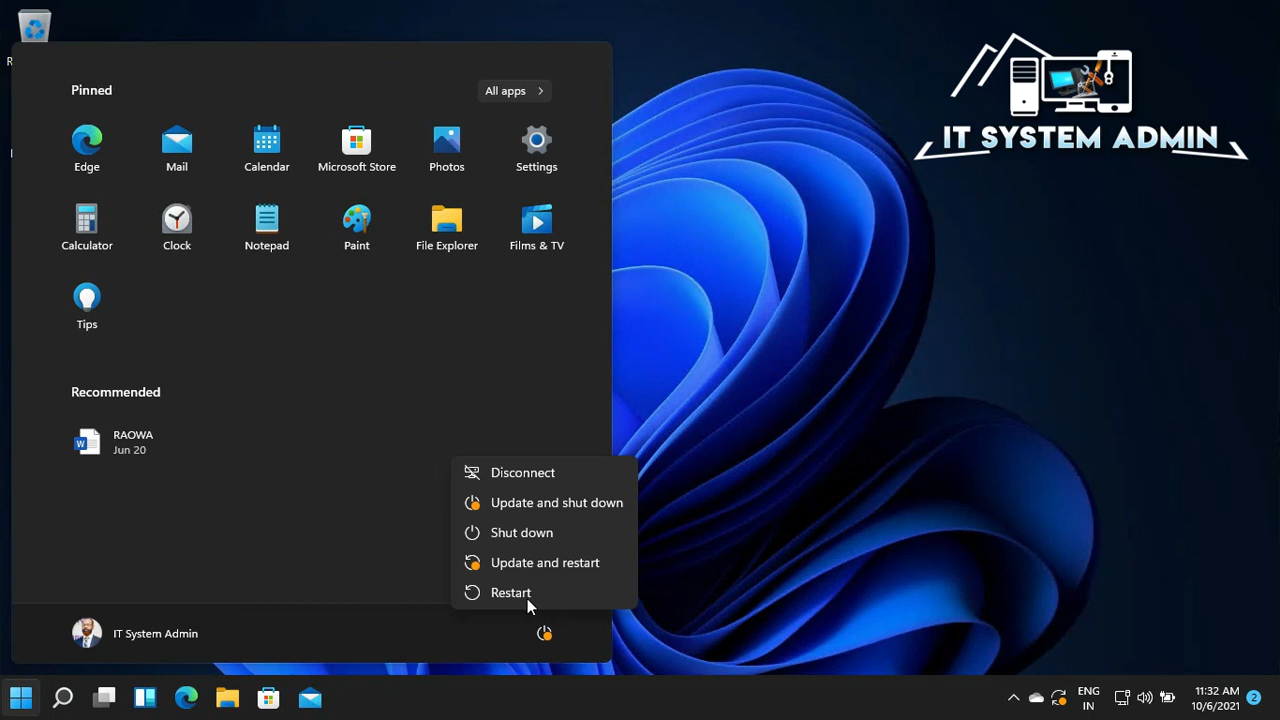 Pinned
All apps
Edge
Mail
Calendar
Microsoft Store
Photos
Settings
Calculator
Clock
Notepad
Paint
File Explorer
Films & TV
Tips
Recommended
RAOWA
Jun 20
Disconnect
Update and shut down
Shut down
Update and restart
Restart
IT System Admin
IT SYSTEM ADMIN
ENG
IN
11:32 AM
10/6/2021
2